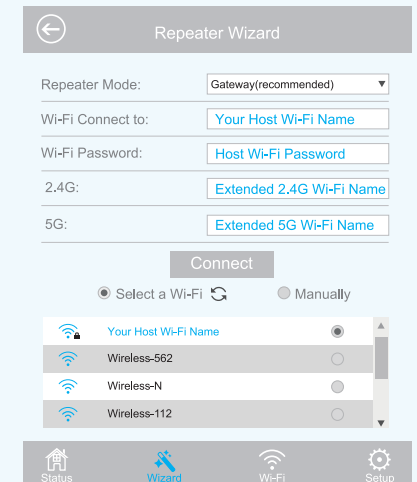 Repeater Wizard
Repeater Mode: Gateway(recommended)
Wi-Fi Connect to: Your Host Wi-Fi Name
Wi-Fi Password: Host Wi-Fi Password
2.4G: Extended 2.4G Wi-Fi Name
5G: Extended 5G Wi-Fi Name
Connect
Select a Wi-Fi Manually
Your Host Wi-Fi Name
Wireless-562
Wireless-N
Wireless-112
Status Wizard Wi-Fi Setup